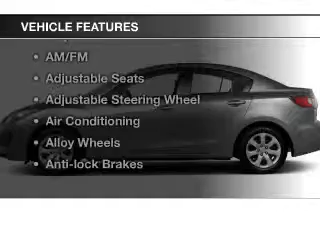 VEHICLE FEATURES
• AM/FM
• Adjustable Seats
• Adjustable Steering Wheel
• Air Conditioning
• Alloy Wheels
• Anti-lock Brakes